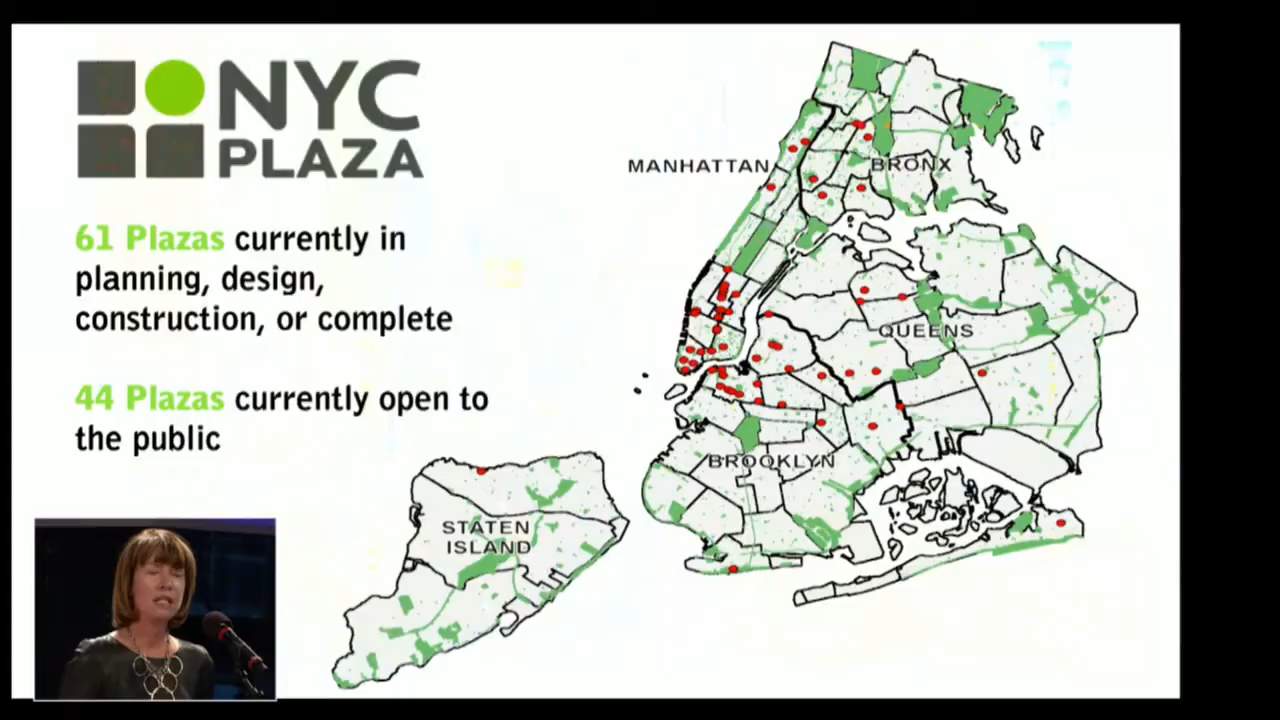 NYC
PLAZA
61 Plazas currently in
planning, design,
construction, or complete
44 Plazas currently open to
the public
MANHATTAN
BRONX
QUEENS
BROOKLYN
STATEN
ISLAND